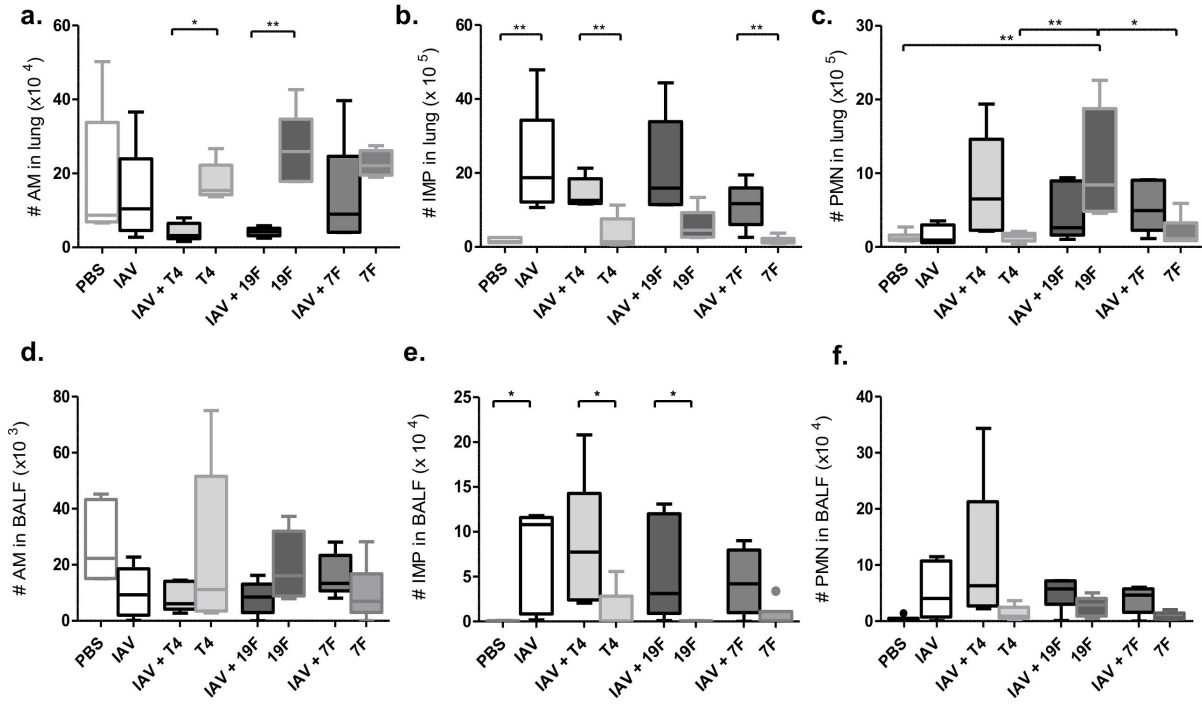 a.
# AM in lung (x10 4)
60
40
20
0
* **
PBS IAV IAV + T4 T4 IAV + 19F 19F IAV + 7F 7F
b.
# IMP in lung (x 10 5)
60
40
20
0
** ** **
PBS IAV IAV + T4 T4 IAV + 19F 19F IAV + 7F 7F
c.
# PMN in lung (x10 5)
30
20
10
0
** *
**
PBS IAV IAV + T4 T4 IAV + 19F 19F IAV + 7F 7F
d.
# AM in BALF (x10 3)
80
60
40
20
0
PBS IAV IAV + T4 T4 IAV + 19F 19F IAV + 7F 7F
e.
# IMP in BALF (x 10 4)
25
20
15
10
5
0
* * *
PBS IAV IAV + T4 T4 IAV + 19F 19F IAV + 7F 7F
f.
# PMN in BALF (x10 4)
40
30
20
10
0
PBS IAV IAV + T4 T4 IAV + 19F 19F IAV + 7F 7F